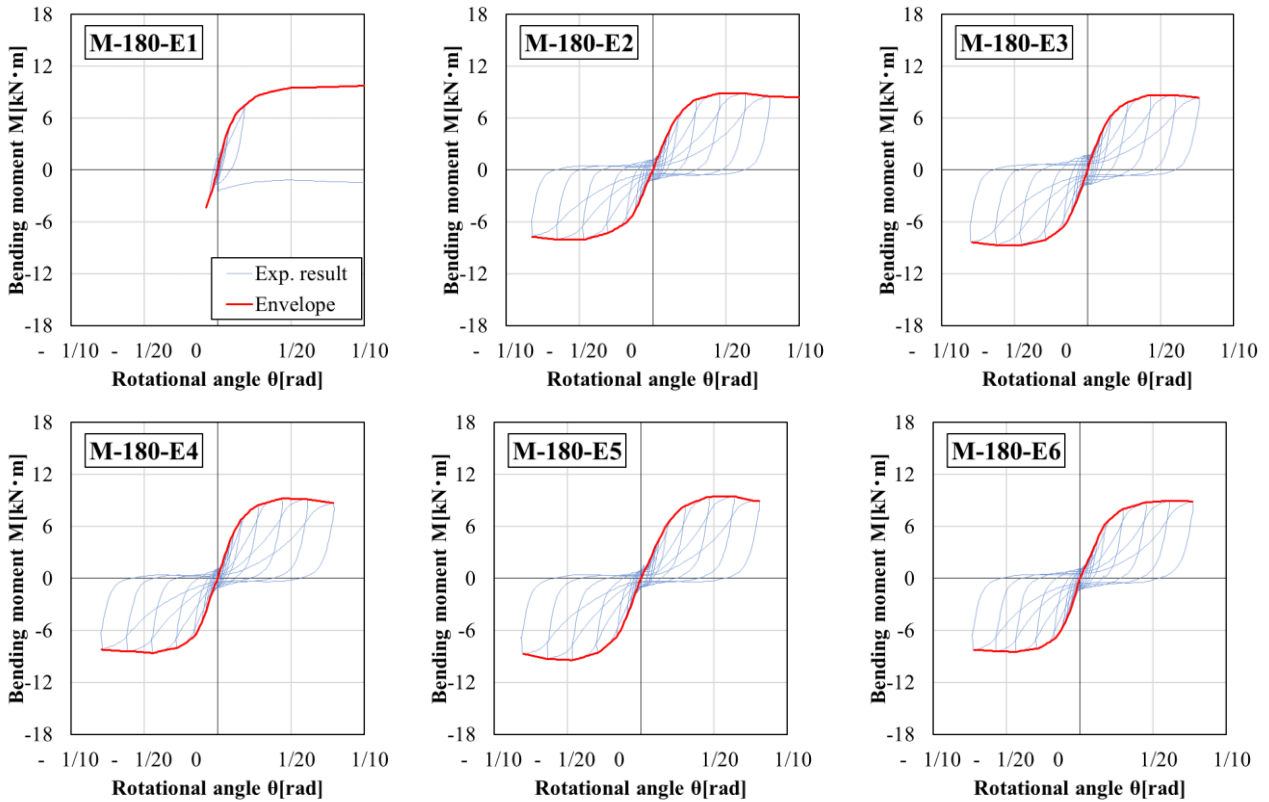 M-180-E1
Bending moment M[kN・m]
18
12
6
0
-6
-12
-18
Exp. result
Envelope
- 1/10 - 1/20 0 1/20 1/10
Rotational angle θ[rad]
M-180-E2
Bending moment M[kN・m]
18
12
6
0
-6
-12
-18
- 1/10 - 1/20 0 1/20 1/10
Rotational angle θ[rad]
M-180-E3
Bending moment M[kN・m]
18
12
6
0
-6
-12
-18
- 1/10 - 1/20 0 1/20 1/10
Rotational angle θ[rad]
M-180-E4
Bending moment M[kN・m]
18
12
6
0
-6
-12
-18
- 1/10 - 1/20 0 1/20 1/10
Rotational angle θ[rad]
M-180-E5
Bending moment M[kN・m]
18
12
6
0
-6
-12
-18
- 1/10 - 1/20 0 1/20 1/10
Rotational angle θ[rad]
M-180-E6
Bending moment M[kN・m]
18
12
6
0
-6
-12
-18
- 1/10 - 1/20 0 1/20 1/10
Rotational angle θ[rad]